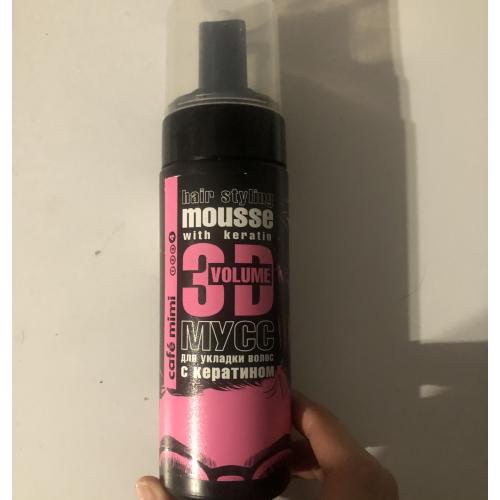 hair styling
mousse
with keratin
3D
VOLUME
МУСС
для укладки волос
с кератином
café mimi